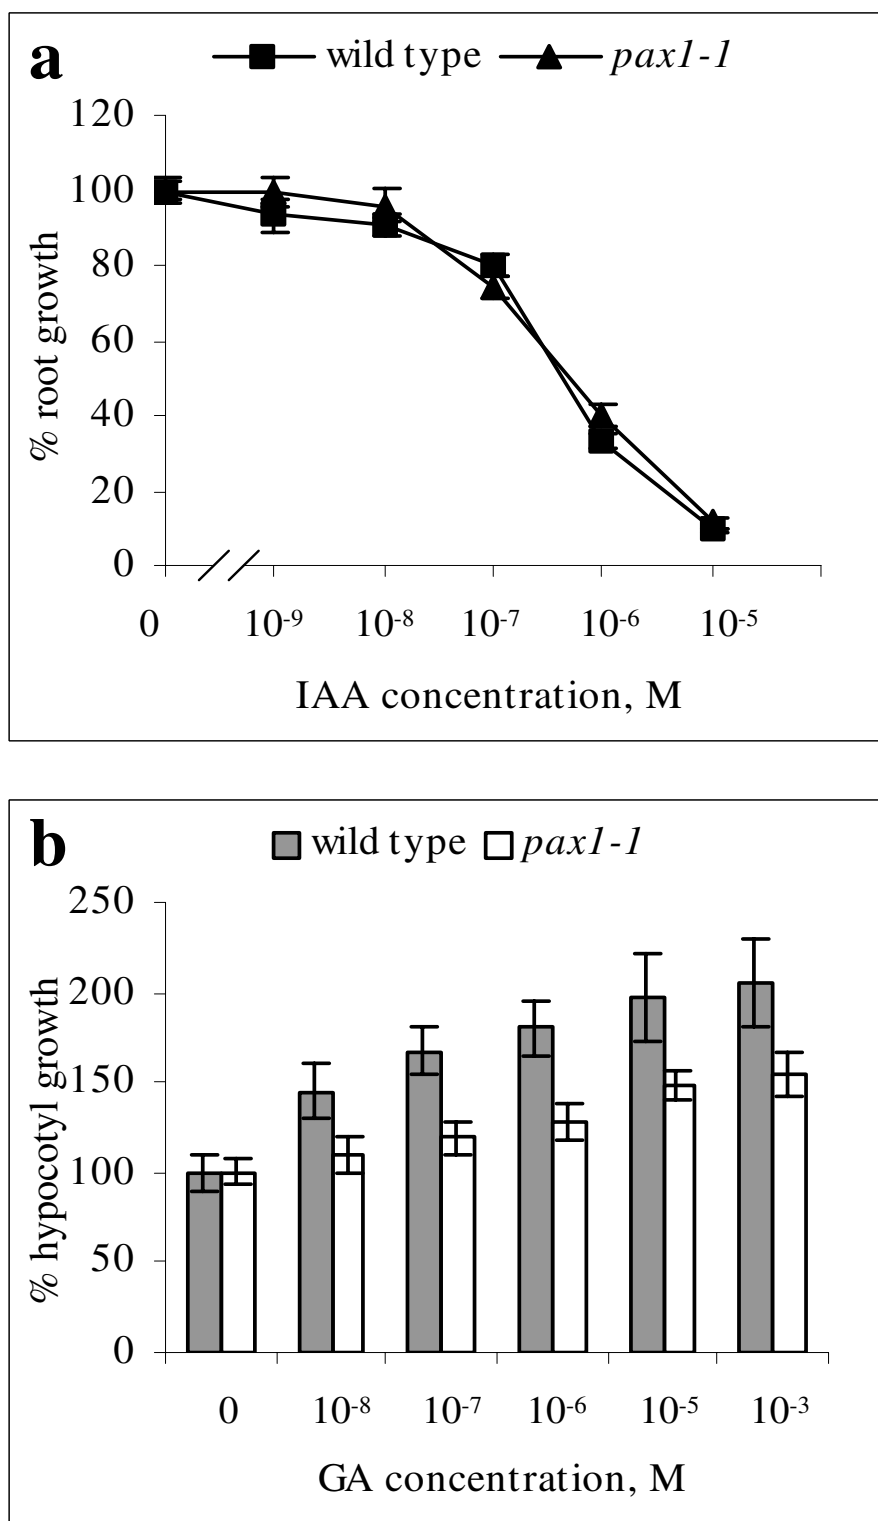 a
wild type pax1-1
120
100
80
60
40
20
0
% root growth
0 10-9 10-8 10-7 10-6 10-5
IAA concentration, M
b
wild type pax1-1
250
200
150
100
50
0
% hypocotyl growth
0 10-8 10-7 10-6 10-5 10-3
GA concentration, M